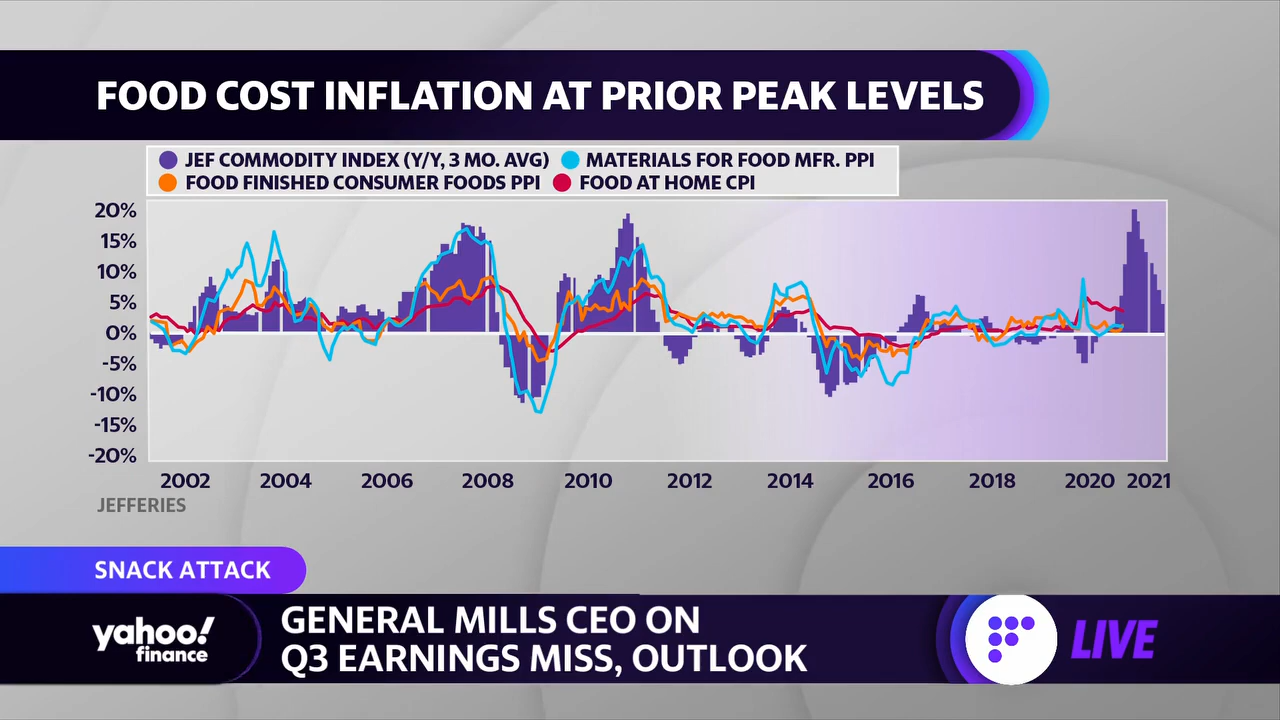 FOOD COST INFLATION AT PRIOR PEAK LEVELS
JEF COMMODITY INDEX (Y/Y, 3 MO. AVG) MATERIALS FOR FOOD MFR. PPI
FOOD FINISHED CONSUMER FOODS PPI FOOD AT HOME CPI
20%
15%
10%
5%
0%
-5%
-10%
-15%
-20%
2002 2004 2006 2008 2010 2012 2014 2016 2018 2020 2021
JEFFERIES
SNACK ATTACK
yahoo! finance
GENERAL MILLS CEO ON
Q3 EARNINGS MISS, OUTLOOK
LIVE